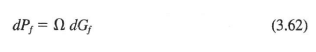 dP_f = Ω dG_f (3.62)